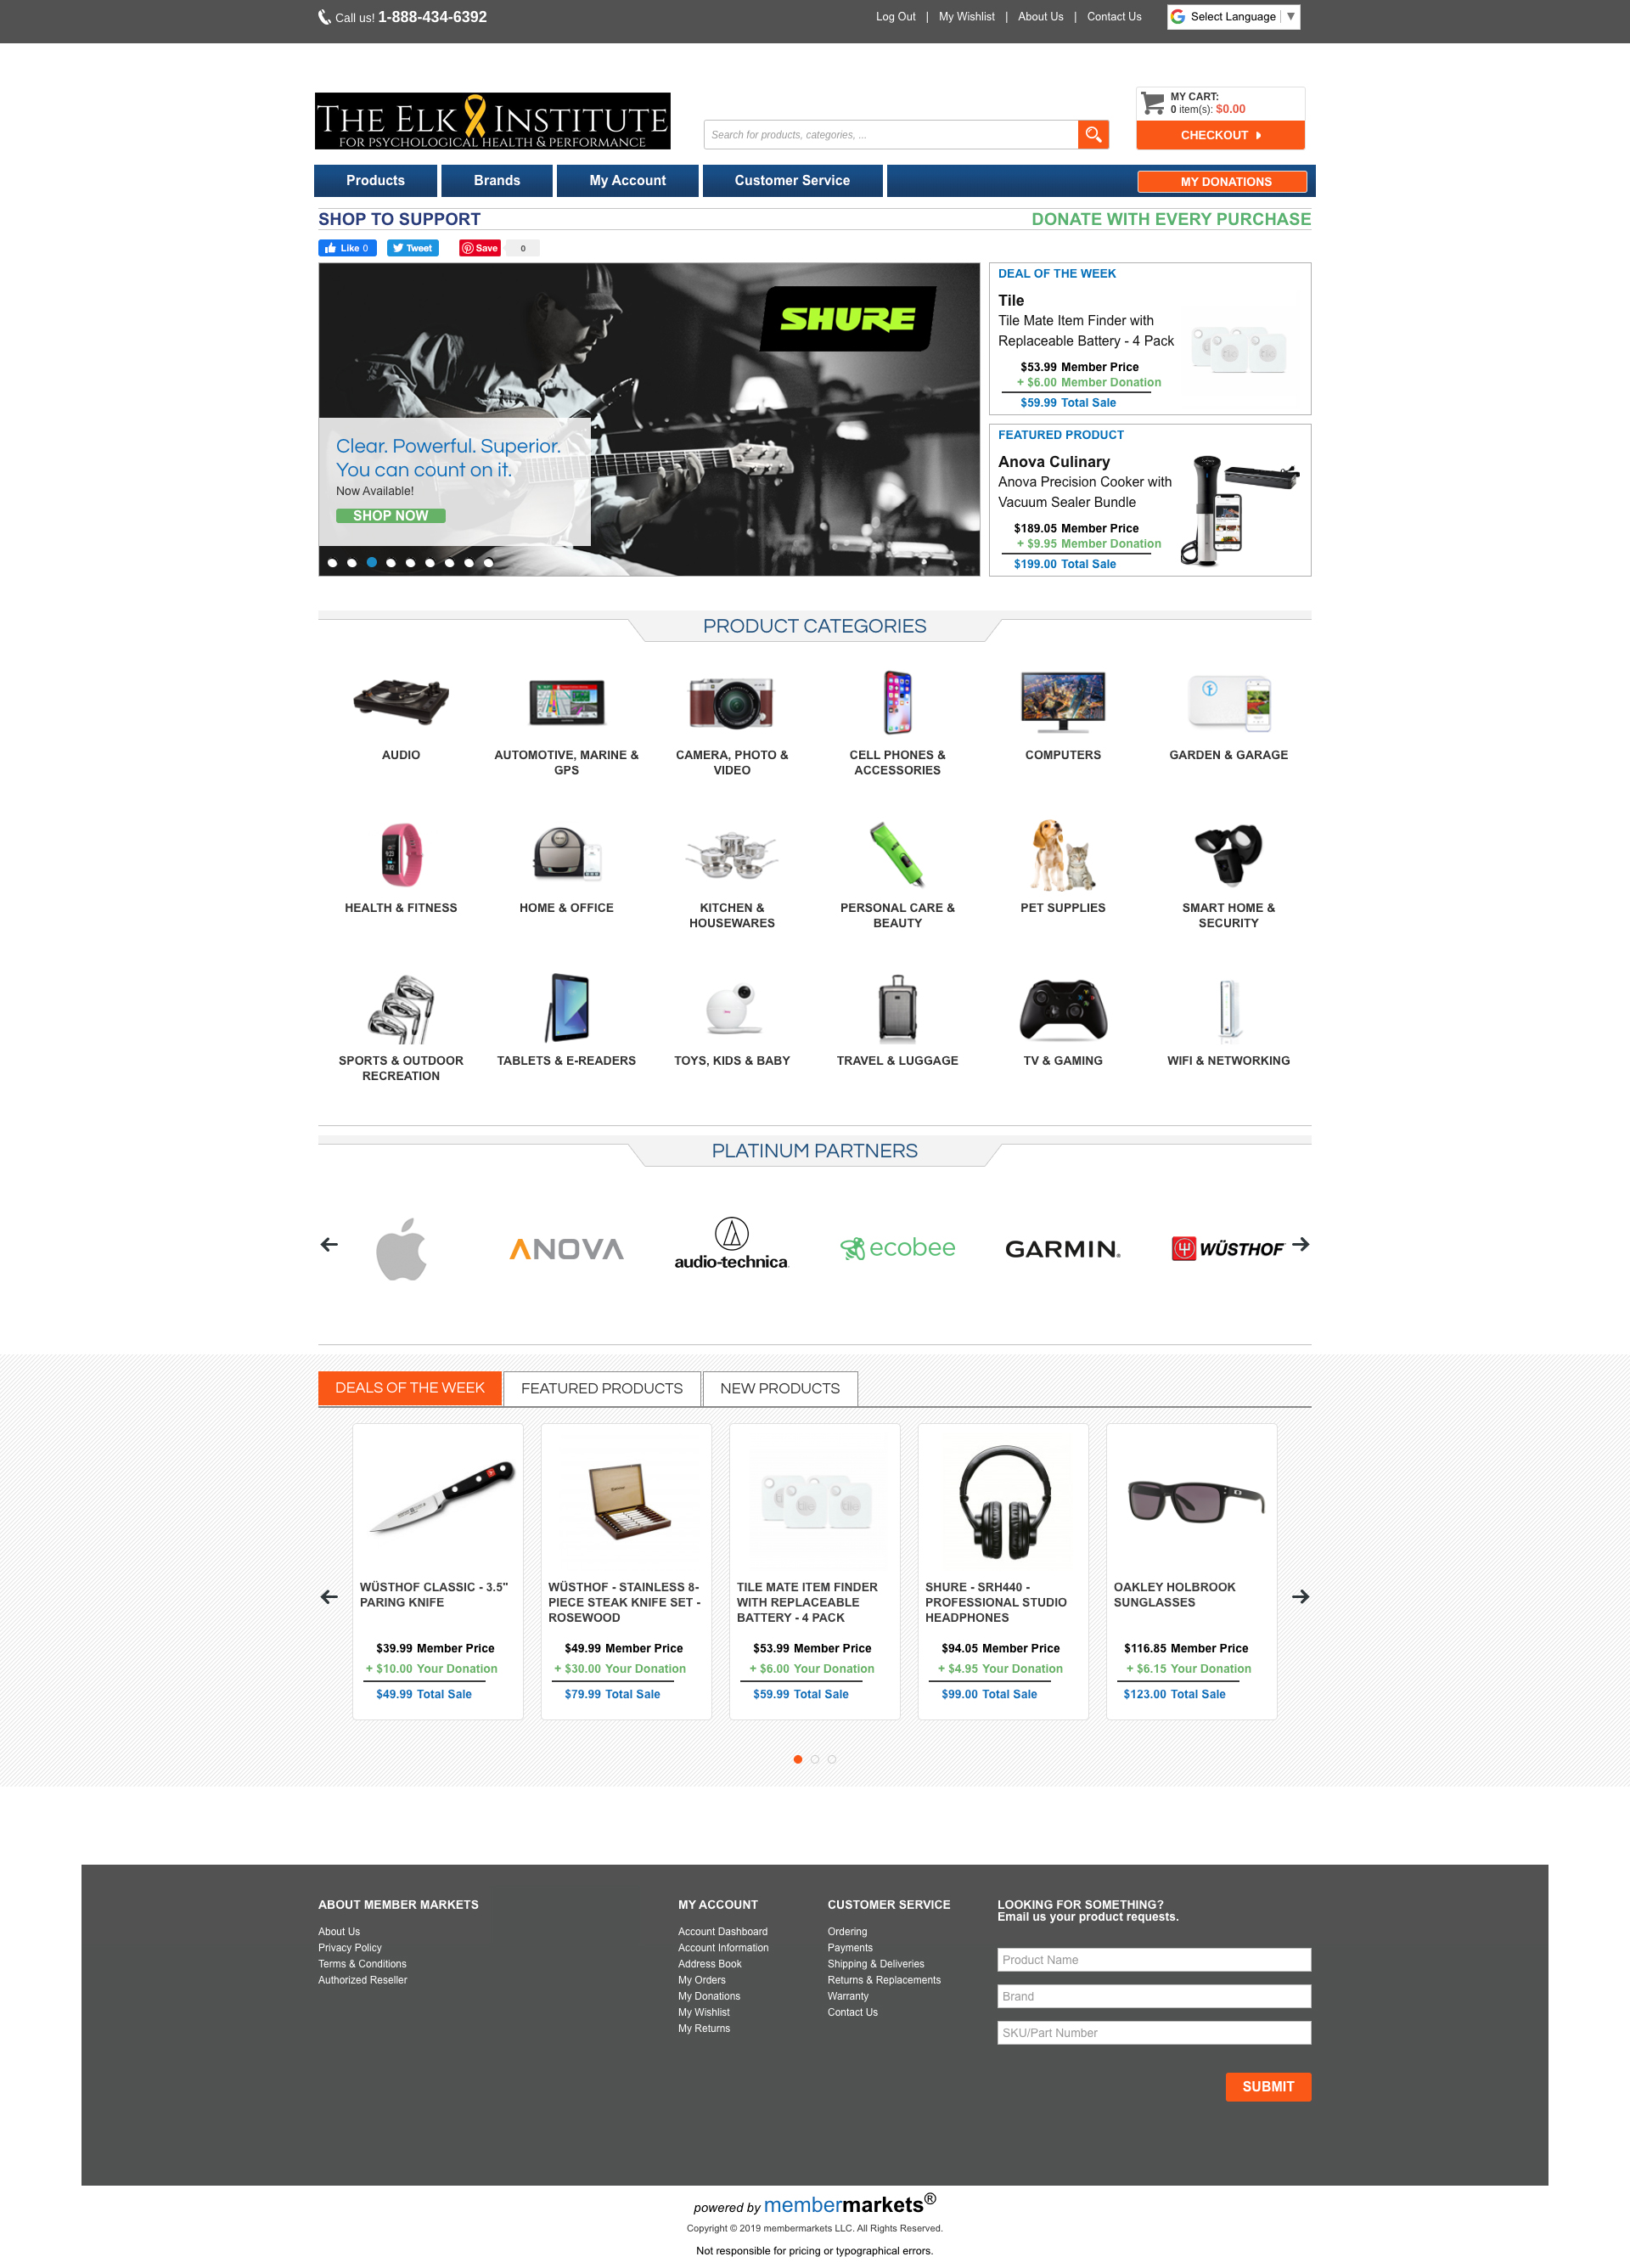 Call us! 1-888-434-6392
Log Out | My Wishlist | About Us | Contact Us
Select Language ▼
THE ELK INSTITUTE
FOR PSYCHOLOGICAL HEALTH & PERFORMANCE
Search for products, categories, ...
MY CART:
0 item(s): $0.00
CHECKOUT
Products
Brands
My Account
Customer Service
MY DONATIONS
SHOP TO SUPPORT
DONATE WITH EVERY PURCHASE
Like 0
Tweet
Save
0
SHURE
Clear. Powerful. Superior.
You can count on it.
Now Available!
SHOP NOW
DEAL OF THE WEEK
Tile
Tile Mate Item Finder with
Replaceable Battery - 4 Pack
$53.99 Member Price
+ $6.00 Member Donation
$59.99 Total Sale
FEATURED PRODUCT
Anova Culinary
Anova Precision Cooker with
Vacuum Sealer Bundle
$189.05 Member Price
+ $9.95 Member Donation
$199.00 Total Sale
PRODUCT CATEGORIES
AUDIO
AUTOMOTIVE, MARINE &
GPS
CAMERA, PHOTO &
VIDEO
CELL PHONES &
ACCESSORIES
COMPUTERS
GARDEN & GARAGE
HEALTH & FITNESS
HOME & OFFICE
KITCHEN &
HOUSEWARES
PERSONAL CARE &
BEAUTY
PET SUPPLIES
SMART HOME &
SECURITY
SPORTS & OUTDOOR
RECREATION
TABLETS & E-READERS
TOYS, KIDS & BABY
TRAVEL & LUGGAGE
TV & GAMING
WIFI & NETWORKING
PLATINUM PARTNERS
ANOVA
audio-technica
ecobee
GARMIN
WÜSTHOF
DEALS OF THE WEEK
FEATURED PRODUCTS
NEW PRODUCTS
WÜSTHOF CLASSIC - 3.5"
PARING KNIFE
$39.99 Member Price
+ $10.00 Your Donation
$49.99 Total Sale
WÜSTHOF - STAINLESS 8-
PIECE STEAK KNIFE SET -
ROSEWOOD
$49.99 Member Price
+ $30.00 Your Donation
$79.99 Total Sale
TILE MATE ITEM FINDER
WITH REPLACEABLE
BATTERY - 4 PACK
$53.99 Member Price
+ $6.00 Your Donation
$59.99 Total Sale
SHURE - SRH440 -
PROFESSIONAL STUDIO
HEADPHONES
$94.05 Member Price
+ $4.95 Your Donation
$99.00 Total Sale
OAKLEY HOLBROOK
SUNGLASSES
$116.85 Member Price
+ $6.15 Your Donation
$123.00 Total Sale
ABOUT MEMBER MARKETS
About Us
Privacy Policy
Terms & Conditions
Authorized Reseller
MY ACCOUNT
Account Dashboard
Account Information
Address Book
My Orders
My Donations
My Wishlist
My Returns
CUSTOMER SERVICE
Ordering
Payments
Shipping & Deliveries
Returns & Replacements
Warranty
Contact Us
LOOKING FOR SOMETHING?
Email us your product requests.
Product Name
Brand
SKU/Part Number
SUBMIT
powered by membermarkets®
Copyright © 2019 membermarkets LLC. All Rights Reserved.
Not responsible for pricing or typographical errors.